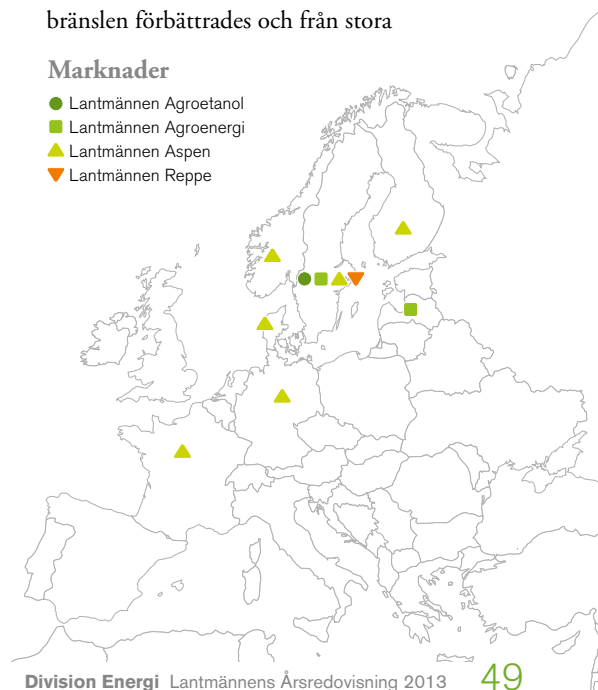 bränslen förbättrades och från stora
Marknader
Lantmännen Agroetanol
Lantmännen Agroenergi
Lantmännen Aspen
Lantmännen Reppe
Division Energi Lantmännens Årsredovisning 2013 49